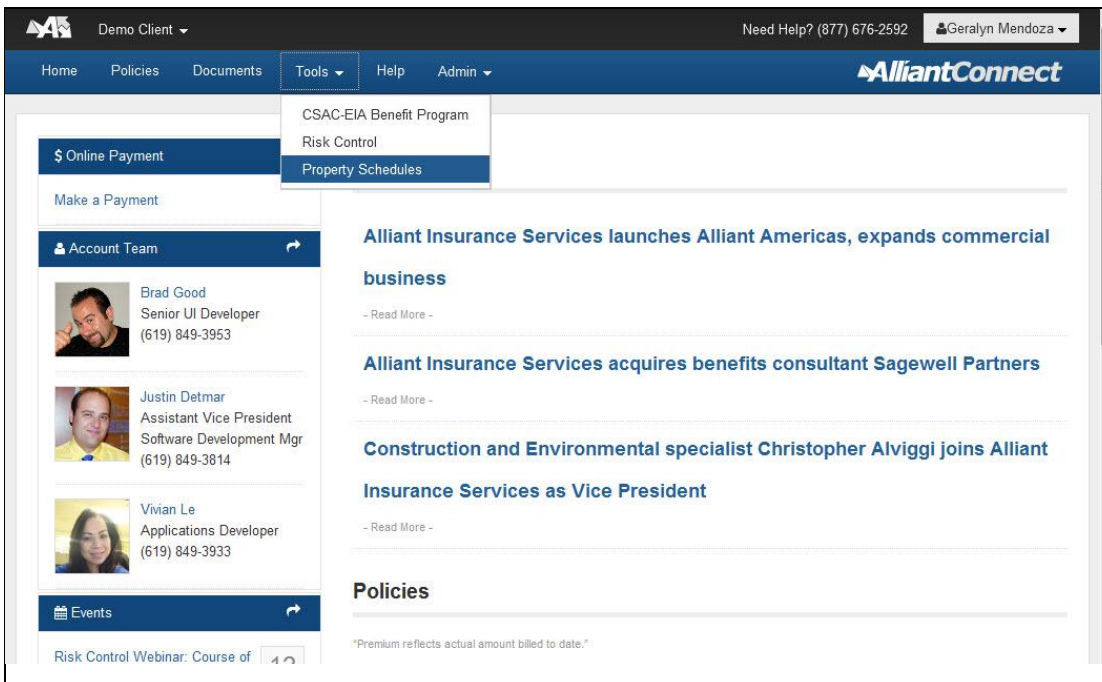 Demo Client
Need Help? (877) 676-2592
Geralyn Mendoza
Home Policies Documents Tools Help Admin
AlliantConnect
CSAC-EIA Benefit Program
Risk Control
Property Schedules
$ Online Payment
Make a Payment
Account Team
Brad Good
Senior UI Developer
(619) 849-3953
Justin Detmar
Assistant Vice President
Software Development Mgr
(619) 849-3814
Vivian Le
Applications Developer
(619) 849-3933
Events
Risk Control Webinar: Course of
Alliant Insurance Services launches Alliant Americas, expands commercial
business
- Read More -
Alliant Insurance Services acquires benefits consultant Sagewell Partners
- Read More -
Construction and Environmental specialist Christopher Alviggi joins Alliant
Insurance Services as Vice President
- Read More -
Policies
"Premium reflects actual amount billed to date."